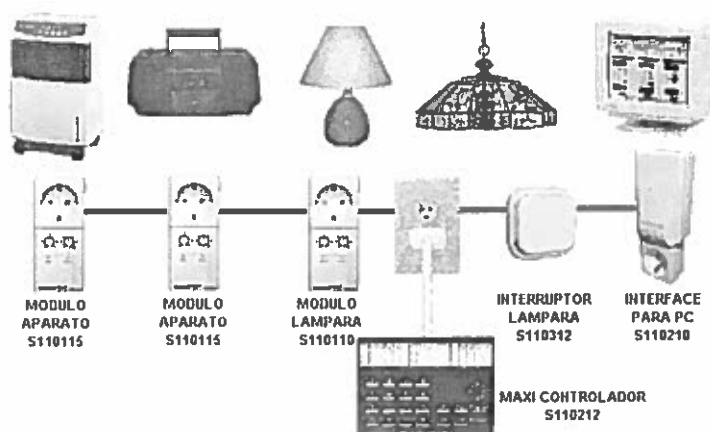 MODULO
APARATO
S110115
MODULO
APARATO
S110115
MODULO
LAMPARA
S110110
INTERRUPTOR
LAMPARA
S110312
INTERFACE
PARA PC
S110210
MAXI CONTROLADOR
S110212